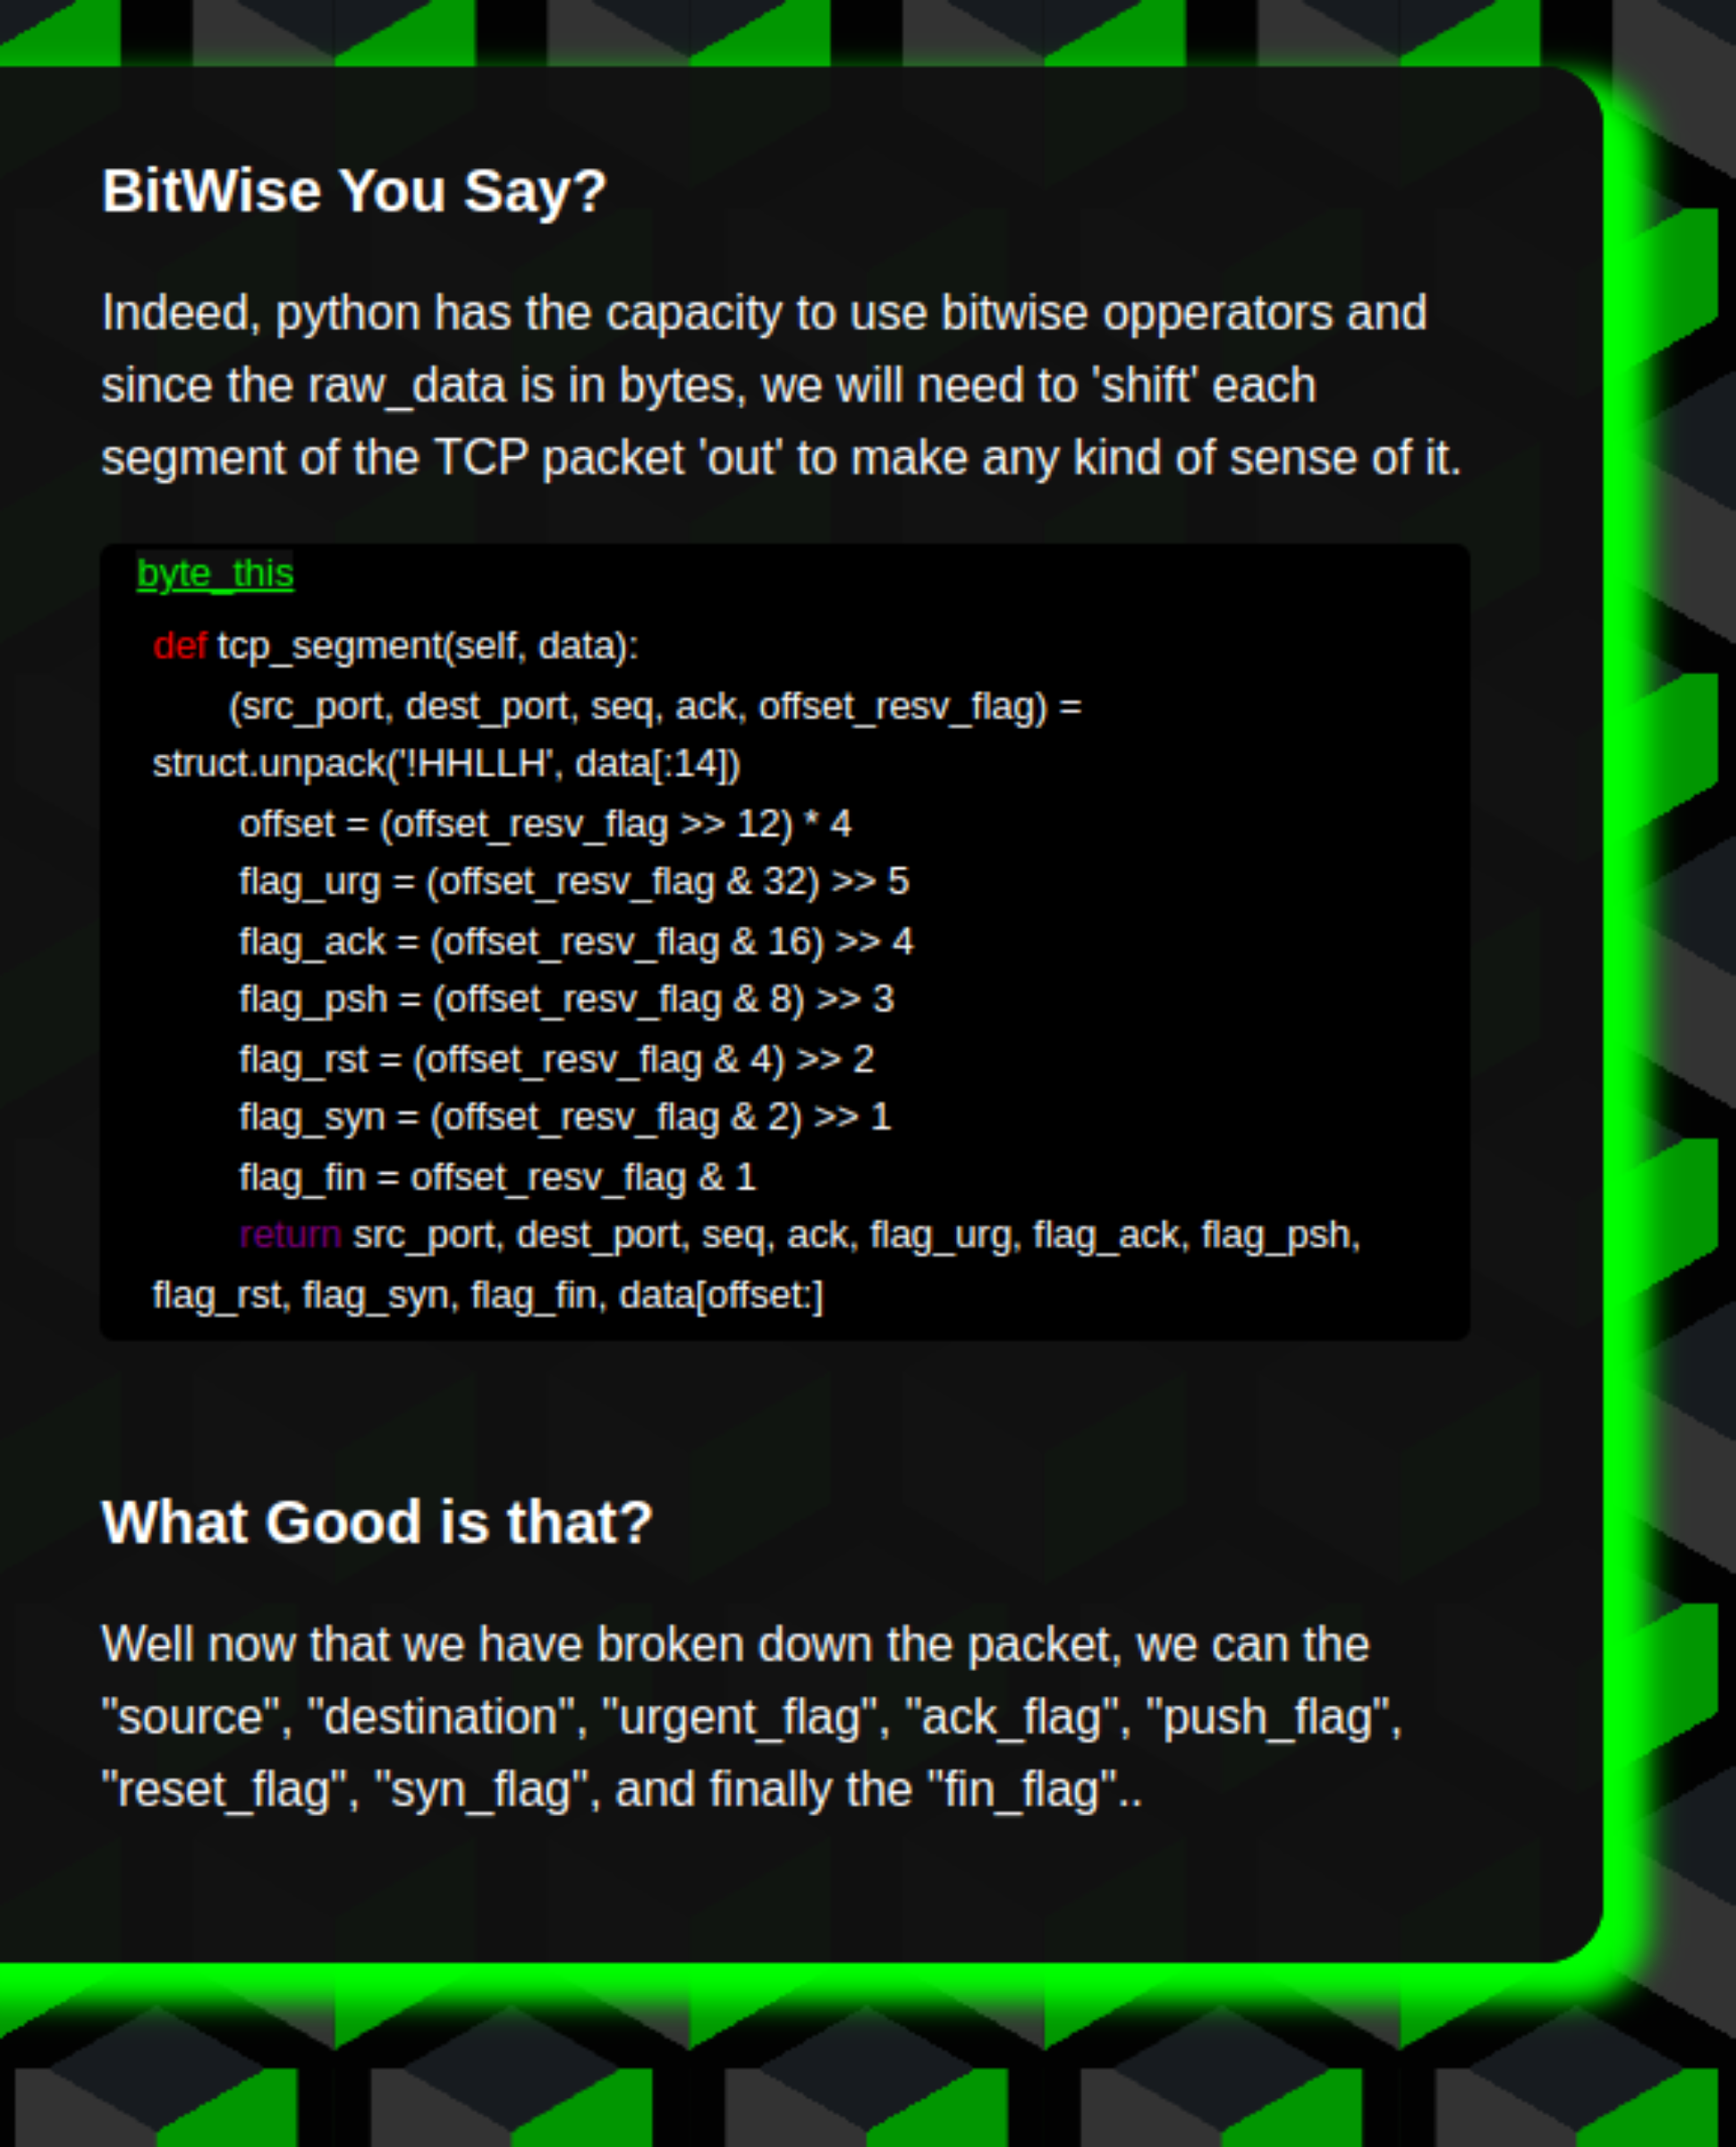 BitWise You Say?
Indeed, python has the capacity to use bitwise opperators and
since the raw_data is in bytes, we will need to 'shift' each
segment of the TCP packet 'out' to make any kind of sense of it.
byte_this
def tcp_segment(self, data):
(src_port, dest_port, seq, ack, offset_resv_flag) =
struct.unpack('!HHLLH', data[:14])
offset = (offset_resv_flag >> 12) * 4
flag_urg = (offset_resv_flag & 32) >> 5
flag_ack = (offset_resv_flag & 16) >> 4
flag_psh = (offset_resv_flag & 8) >> 3
flag_rst = (offset_resv_flag & 4) >> 2
flag_syn = (offset_resv_flag & 2) >> 1
flag_fin = offset_resv_flag & 1
return src_port, dest_port, seq, ack, flag_urg, flag_ack, flag_psh,
flag_rst, flag_syn, flag_fin, data[offset:]
What Good is that?
Well now that we have broken down the packet, we can the
"source", "destination", "urgent_flag", "ack_flag", "push_flag",
"reset_flag", "syn_flag", and finally the "fin_flag"..